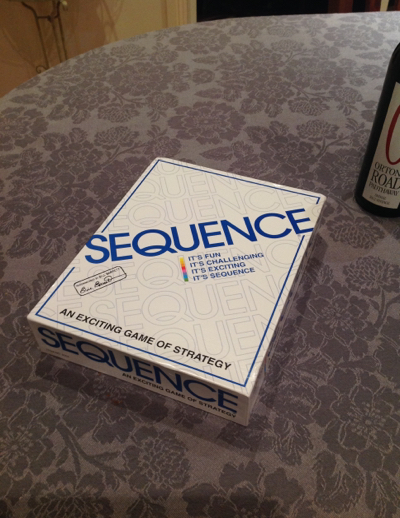 SEQUENCE
IT'S FUN
IT'S CHALLENGING
IT'S EXCITING
IT'S SEQUENCE
AN EXCITING GAME OF STRATEGY
SEQUENCE
AN EXCITING GAME OF STRATEGY
ORTON
ROAD